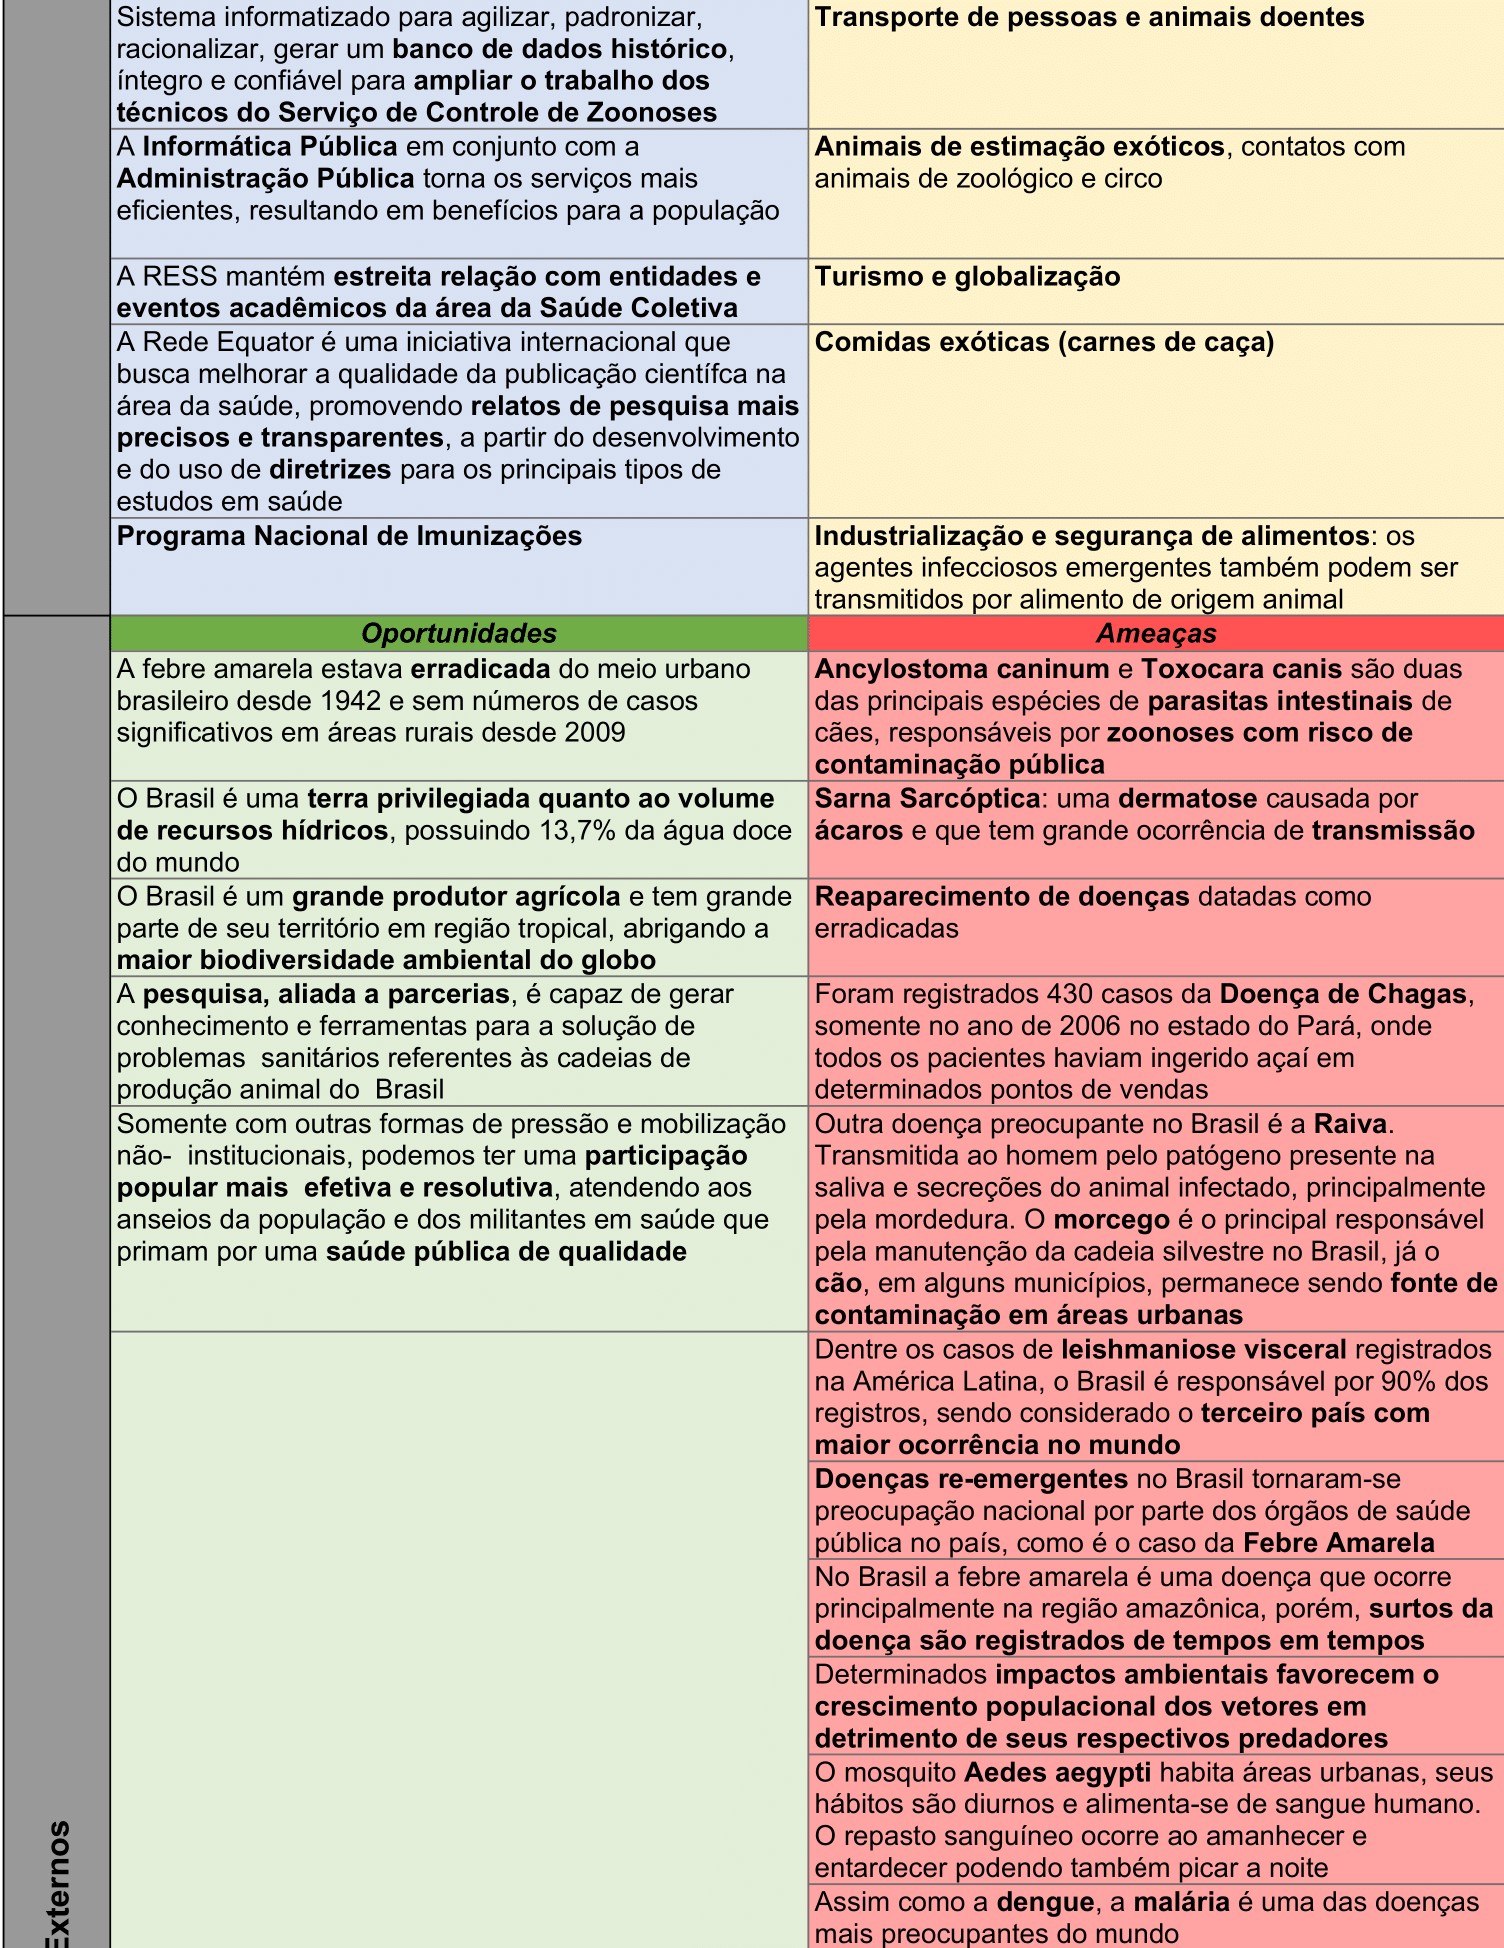 Sistema informatizado para agilizar, padronizar,
racionalizar, gerar um banco de dados histórico,
íntegro e confiável para ampliar o trabalho dos
técnicos do Serviço de Controle de Zoonoses
Transporte de pessoas e animais doentes
A Informática Pública em conjunto com a
Administração Pública torna os serviços mais
eficientes, resultando em benefícios para a população
Animais de estimação exóticos, contatos com
animais de zoológico e circo
A RESS mantém estreita relação com entidades e
eventos acadêmicos da área da Saúde Coletiva
Turismo e globalização
A Rede Equator é uma iniciativa internacional que
busca melhorar a qualidade da publicação científca na
área da saúde, promovendo relatos de pesquisa mais
precisos e transparentes, a partir do desenvolvimento
e do uso de diretrizes para os principais tipos de
estudos em saúde
Comidas exóticas (carnes de caça)
Programa Nacional de Imunizações
Industrialização e segurança de alimentos: os
agentes infecciosos emergentes também podem ser
transmitidos por alimento de origem animal
Externos
Oportunidades
Ameaças
A febre amarela estava erradicada do meio urbano
brasileiro desde 1942 e sem números de casos
significativos em áreas rurais desde 2009
Ancylostoma caninum e Toxocara canis são duas
das principais espécies de parasitas intestinais de
cães, responsáveis por zoonoses com risco de
contaminação pública
O Brasil é uma terra privilegiada quanto ao volume
de recursos hídricos, possuindo 13,7% da água doce
do mundo
Sarna Sarcóptica: uma dermatose causada por
ácaros e que tem grande ocorrência de transmissão
O Brasil é um grande produtor agrícola e tem grande
parte de seu território em região tropical, abrigando a
maior biodiversidade ambiental do globo
Reaparecimento de doenças datadas como
erradicadas
A pesquisa, aliada a parcerias, é capaz de gerar
conhecimento e ferramentas para a solução de
problemas sanitários referentes às cadeias de
produção animal do Brasil
Foram registrados 430 casos da Doença de Chagas,
somente no ano de 2006 no estado do Pará, onde
todos os pacientes haviam ingerido açaí em
determinados pontos de vendas
Somente com outras formas de pressão e mobilização
não- institucionais, podemos ter uma participação
popular mais efetiva e resolutiva, atendendo aos
anseios da população e dos militantes em saúde que
primam por uma saúde pública de qualidade
Outra doença preocupante no Brasil é a Raiva.
Transmitida ao homem pelo patógeno presente na
saliva e secreções do animal infectado, principalmente
pela mordedura. O morcego é o principal responsável
pela manutenção da cadeia silvestre no Brasil, já o
cão, em alguns municípios, permanece sendo fonte de
contaminação em áreas urbanas
Dentre os casos de leishmaniose visceral registrados
na América Latina, o Brasil é responsável por 90% dos
registros, sendo considerado o terceiro país com
maior ocorrência no mundo
Doenças re-emergentes no Brasil tornaram-se
preocupação nacional por parte dos órgãos de saúde
pública no país, como é o caso da Febre Amarela
No Brasil a febre amarela é uma doença que ocorre
principalmente na região amazônica, porém, surtos da
doença são registrados de tempos em tempos
Determinados impactos ambientais favorecem o
crescimento populacional dos vetores em
detrimento de seus respectivos predadores
O mosquito Aedes aegypti habita áreas urbanas, seus
hábitos são diurnos e alimenta-se de sangue humano.
O repasto sanguíneo ocorre ao amanhecer e
entardecer podendo também picar a noite
Assim como a dengue, a malária é uma das doenças
mais preocupantes do mundo